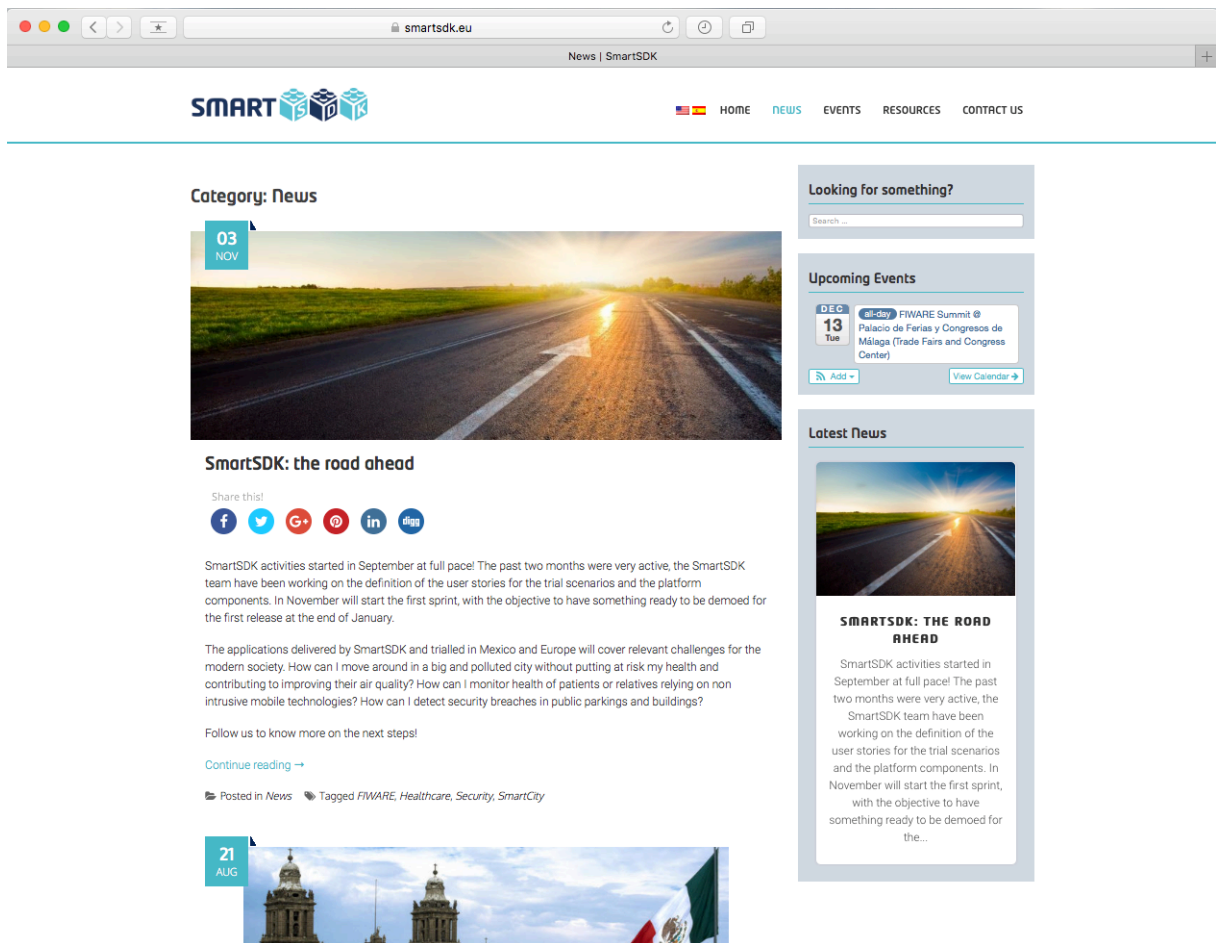 smartsdk.eu
News | SmartSDK
SMART SDK
HOME NEWS EVENTS RESOURCES CONTACT US
Category: News
03
NOV
SmartSDK: the road ahead
Share this!
f G+ in digg
SmartSDK activities started in September at full pace! The past two months were very active, the SmartSDK
team have been working on the definition of the user stories for the trial scenarios and the platform
components. In November will start the first sprint, with the objective to have something ready to be demoed for
the first release at the end of January.
The applications delivered by SmartSDK and trialled in Mexico and Europe will cover relevant challenges for the
modern society. How can I move around in a big and polluted city without putting at risk my health and
contributing to improving their air quality? How can I monitor health of patients or relatives relying on non
intrusive mobile technologies? How can I detect security breaches in public parkings and buildings?
Follow us to know more on the next steps!
Continue reading →
Posted in News Tagged FIWARE, Healthcare, Security, SmartCity
21
AUG
Looking for something?
Search ...
Upcoming Events
DEC
13
Tue
all-day FIWARE Summit @
Palacio de Ferias y Congresos de
Málaga (Trade Fairs and Congress
Center)
Add
View Calendar →
Latest News
SMARTSDK: THE ROAD
AHEAD
SmartSDK activities started in
September at full pace! The past
two months were very active, the
SmartSDK team have been
working on the definition of the
user stories for the trial scenarios
and the platform components. In
November will start the first sprint,
with the objective to have
something ready to be demoed for
the...